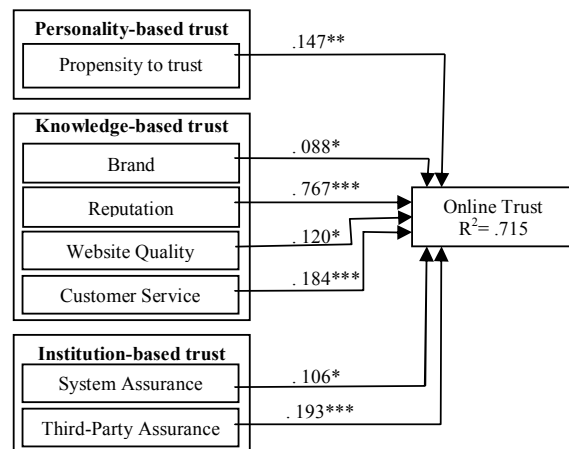 Personality-based trust
Propensity to trust
.147**
Knowledge-based trust
Brand
. 088*
Reputation
. 767***
Website Quality
. 120*
Customer Service
. 184***
Online Trust
R²= .715
Institution-based trust
System Assurance
. 106*
Third-Party Assurance
. 193***